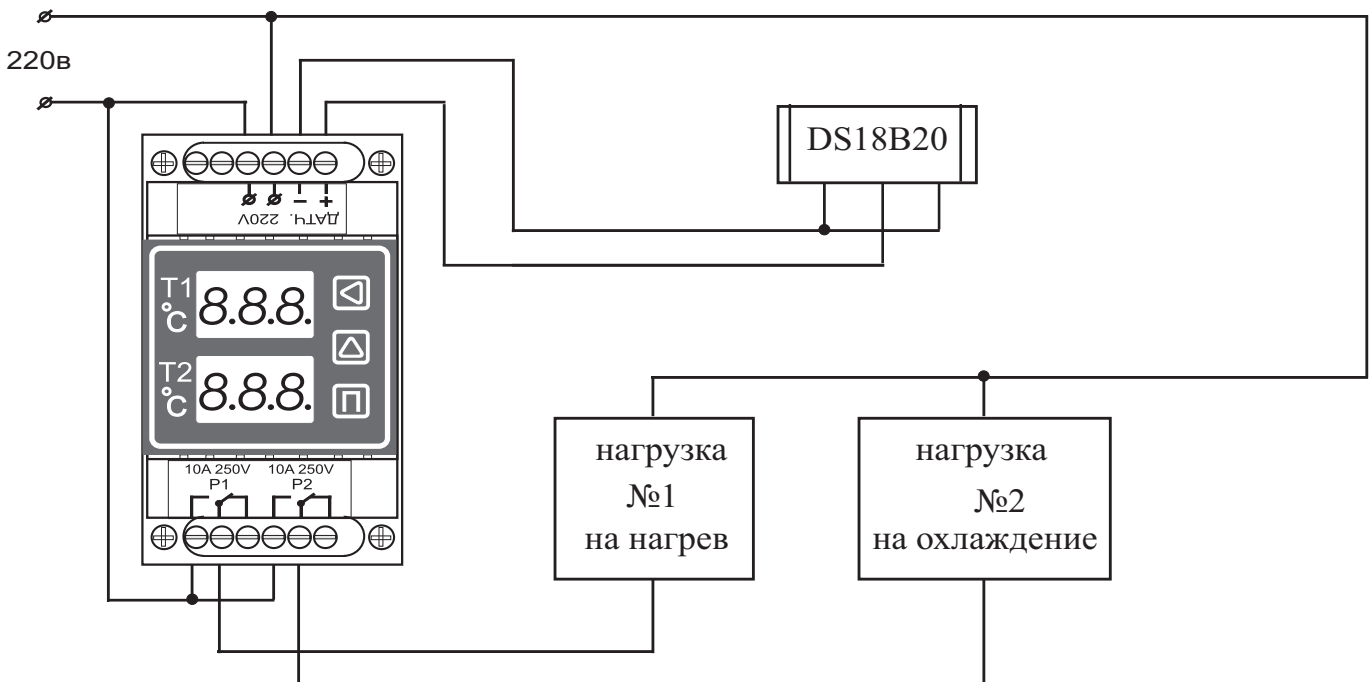 220в
DS18B20
ДАТЧ. 220V
T1
°C
8.8.8.
T2
°C
8.8.8.
П
10A 250V 10A 250V
P1 P2
нагрузка
№1
на нагрев
нагрузка
№2
на охлаждение